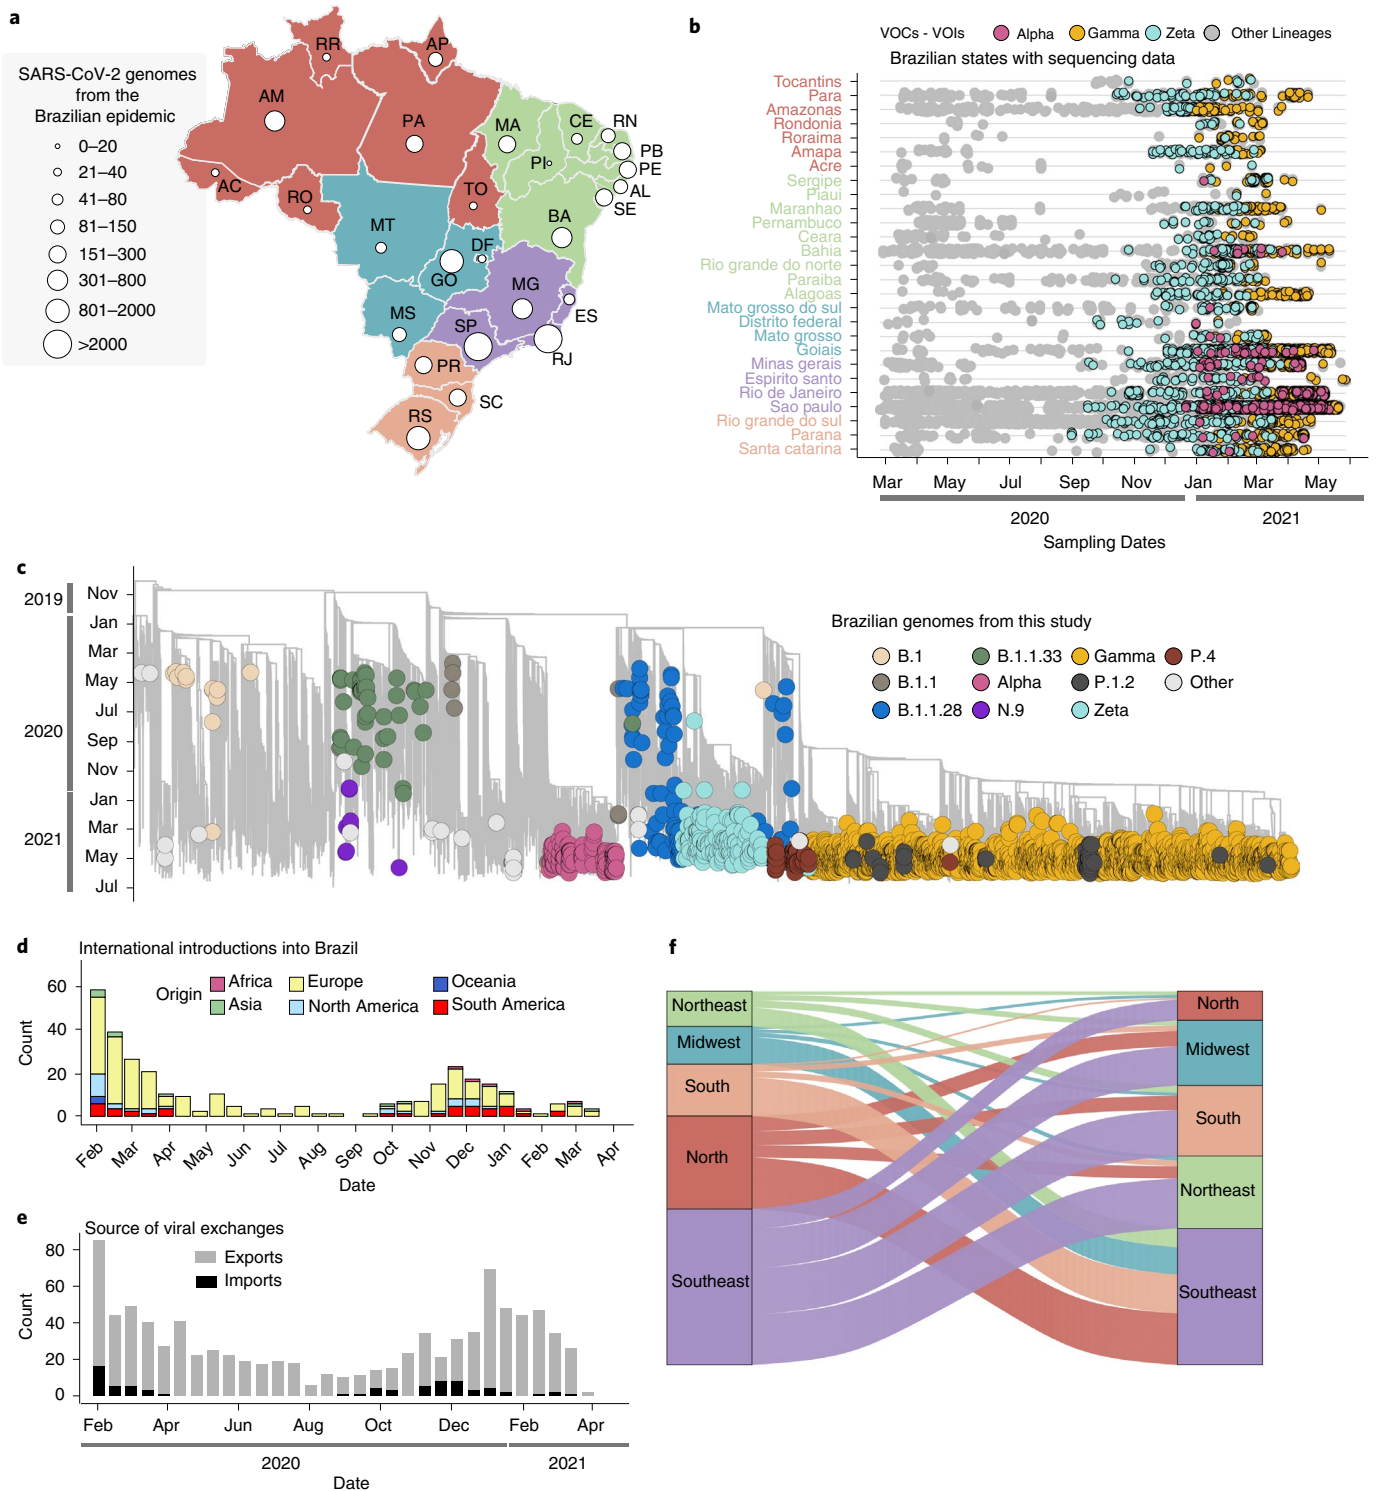 a
SARS-CoV-2 genomes
from the
Brazilian epidemic
0–20
21–40
41–80
81–150
151–300
301–800
801–2000
>2000
RR
AP
AM
PA
MA
CE
RN
PB
PE
PI
AL
SE
AC
RO
TO
BA
MT
DF
GO
MG
ES
MS
SP
RJ
PR
SC
RS
b
VOCs - VOIs
Alpha
Gamma
Zeta
Other Lineages
Brazilian states with sequencing data
Tocantins
Para
Amazonas
Rondonia
Roraima
Amapa
Acre
Sergipe
Piaui
Maranhao
Pernambuco
Ceara
Bahia
Rio grande do norte
Paraiba
Alagoas
Mato grosso do sul
Distrito federal
Mato grosso
Goiais
Minas gerais
Espirito santo
Rio de Janeiro
Sao paulo
Rio grande do sul
Parana
Santa catarina
Mar May Jul Sep Nov Jan Mar May
2020 2021
Sampling Dates
c
2019
2020
2021
Nov
Jan
Mar
May
Jul
Sep
Nov
Jan
Mar
May
Jul
Brazilian genomes from this study
B.1 B.1.1.33 Gamma P.4
B.1.1 Alpha P.1.2 Other
B.1.1.28 N.9 Zeta
d
International introductions into Brazil
Origin
Africa Europe Oceania
Asia North America South America
Count
60
40
20
0
Feb Mar Apr May Jun Jul Aug Sep Oct Nov Dec Jan Feb Mar Apr
Date
e
Source of viral exchanges
Exports
Imports
Count
80
60
40
20
0
Feb Apr Jun Aug Oct Dec Feb Apr
2020 2021
Date
f
Northeast
Midwest
South
North
Southeast
North
Midwest
South
Northeast
Southeast